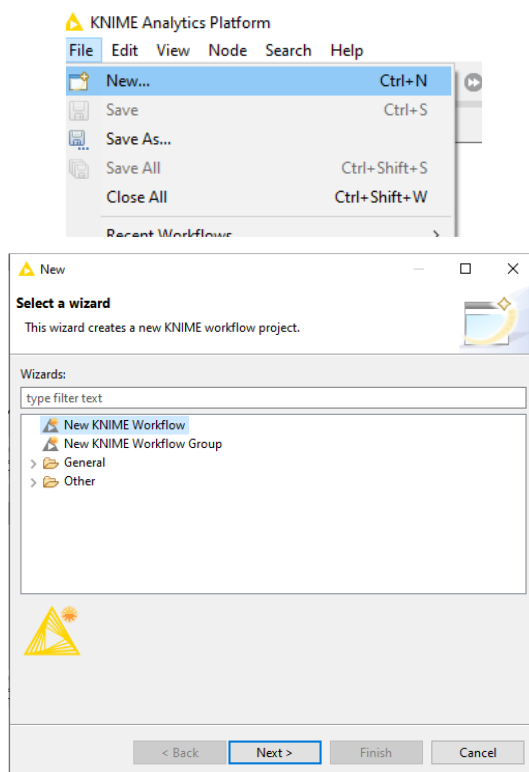 KNIME Analytics Platform
File Edit View Node Search Help
New... Ctrl+N
Save Ctrl+S
Save As...
Save All Ctrl+Shift+S
Close All Ctrl+Shift+W
Recent Workflows
New
Select a wizard
This wizard creates a new KNIME workflow project.
Wizards:
type filter text
New KNIME Workflow
New KNIME Workflow Group
General
Other
< Back Next > Finish Cancel